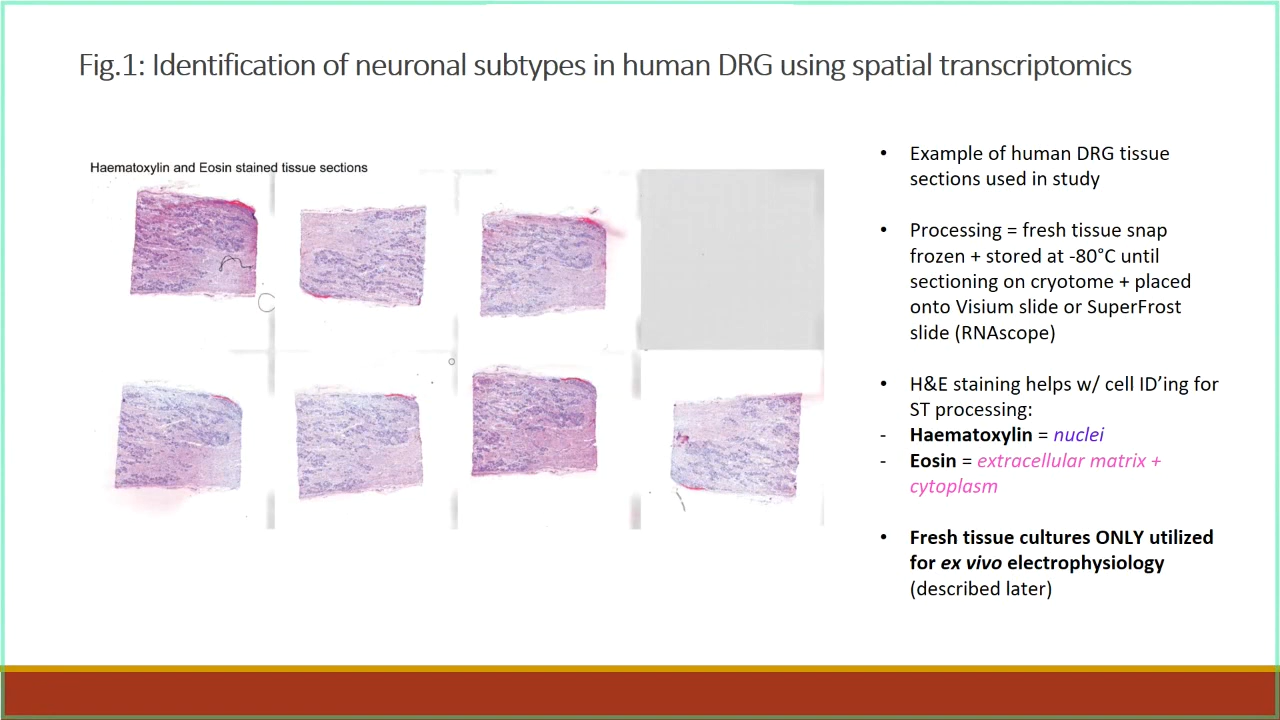 Fig.1: Identification of neuronal subtypes in human DRG using spatial transcriptomics
Haematoxylin and Eosin stained tissue sections
• Example of human DRG tissue
sections used in study
• Processing = fresh tissue snap
frozen + stored at -80°C until
sectioning on cryotome + placed
onto Visium slide or SuperFrost
slide (RNAscope)
• H&E staining helps w/ cell ID’ing for
ST processing:
- Haematoxylin = nuclei
- Eosin = extracellular matrix +
cytoplasm
• Fresh tissue cultures ONLY utilized
for ex vivo electrophysiology
(described later)